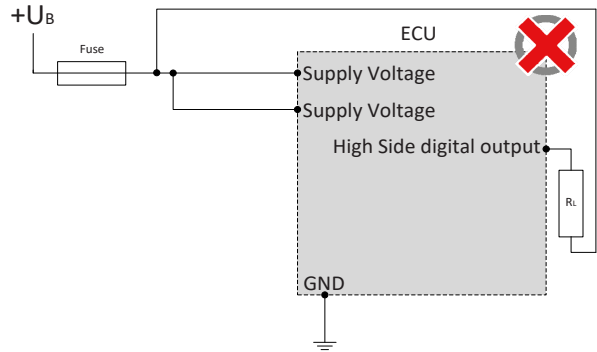 +UB
Fuse
ECU
Supply Voltage
Supply Voltage
High Side digital output
RL
GND